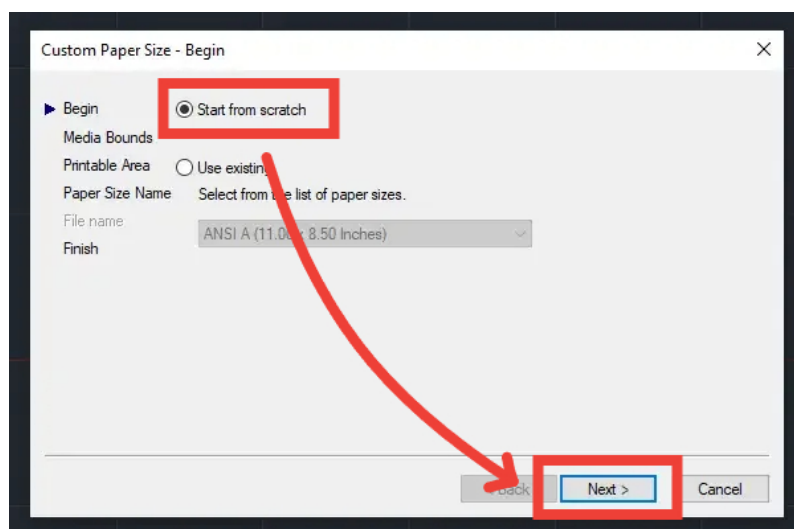 Custom Paper Size - Begin
Begin
Start from scratch
Media Bounds
Printable Area
Use existing
Paper Size Name
Select from the list of paper sizes.
File name
ANSI A (11.00 x 8.50 Inches)
Finish
Back
Next >
Cancel